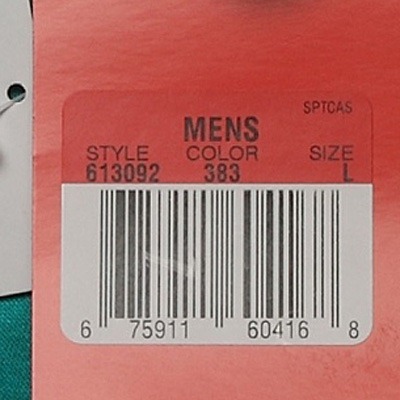 SPTCAS
MENS
STYLE COLOR SIZE
613092 383 L
6 75911 60416 8